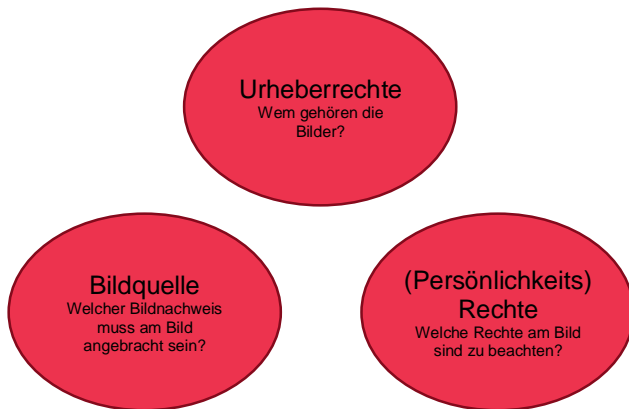 Urheberrechte
Wem gehören die
Bilder?
Bildquelle
Welcher Bildnachweis
muss am Bild
angebracht sein?
(Persönlichkeits)
Rechte
Welche Rechte am Bild
sind zu beachten?